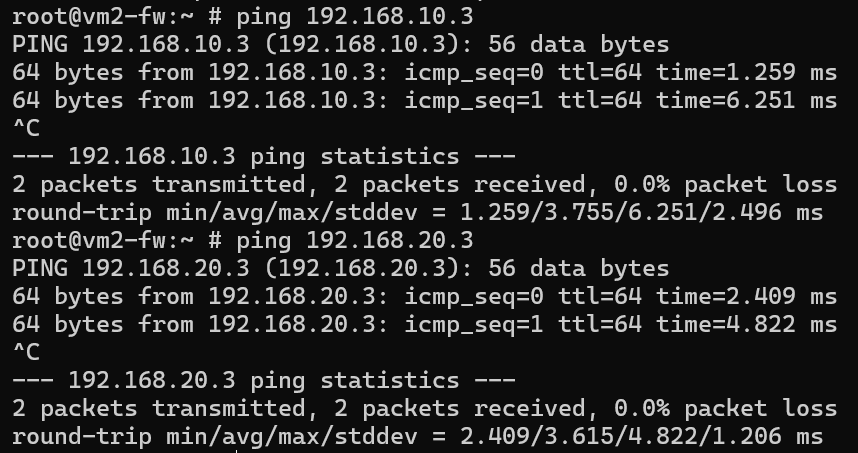 root@vm2-fw:~ # ping 192.168.10.3
PING 192.168.10.3 (192.168.10.3): 56 data bytes
64 bytes from 192.168.10.3: icmp_seq=0 ttl=64 time=1.259 ms
64 bytes from 192.168.10.3: icmp_seq=1 ttl=64 time=6.251 ms
^C
--- 192.168.10.3 ping statistics ---
2 packets transmitted, 2 packets received, 0.0% packet loss
round-trip min/avg/max/stddev = 1.259/3.755/6.251/2.496 ms
root@vm2-fw:~ # ping 192.168.20.3
PING 192.168.20.3 (192.168.20.3): 56 data bytes
64 bytes from 192.168.20.3: icmp_seq=0 ttl=64 time=2.409 ms
64 bytes from 192.168.20.3: icmp_seq=1 ttl=64 time=4.822 ms
^C
--- 192.168.20.3 ping statistics ---
2 packets transmitted, 2 packets received, 0.0% packet loss
round-trip min/avg/max/stddev = 2.409/3.615/4.822/1.206 ms